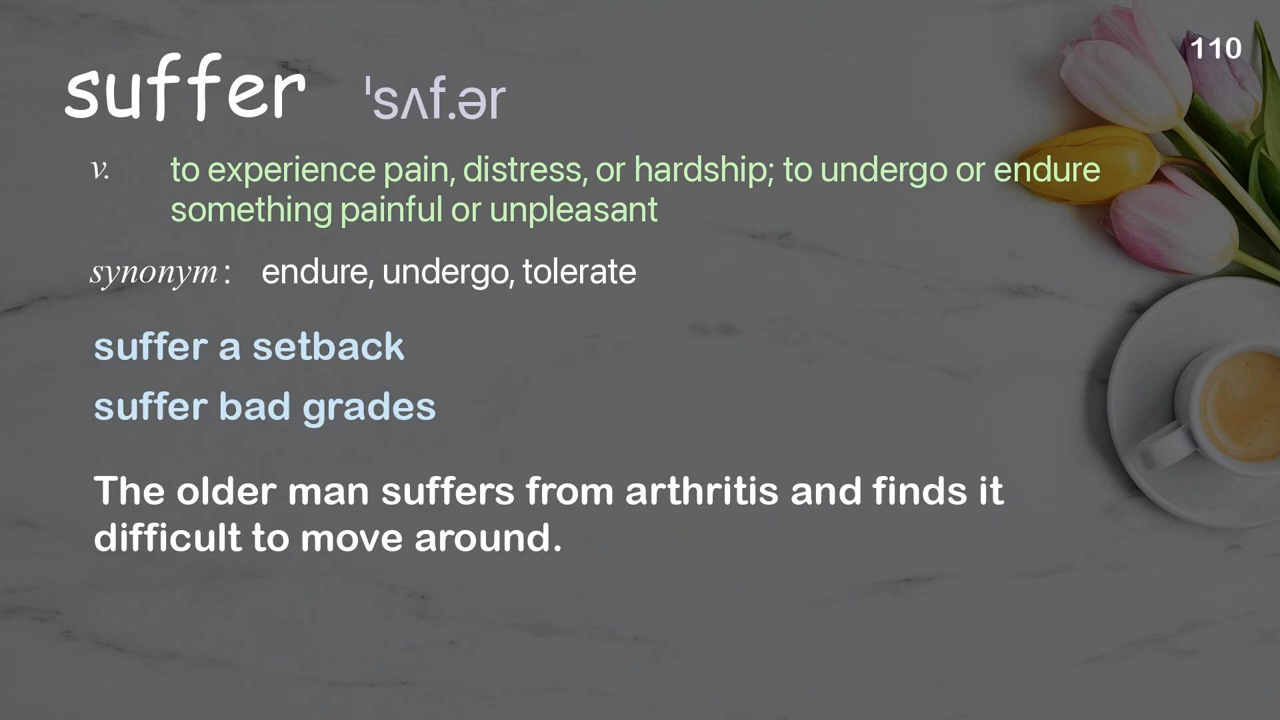 110
suffer ˈsʌf.ər
v. to experience pain, distress, or hardship; to undergo or endure
something painful or unpleasant
synonym: endure, undergo, tolerate
suffer a setback
suffer bad grades
The older man suffers from arthritis and finds it
difficult to move around.